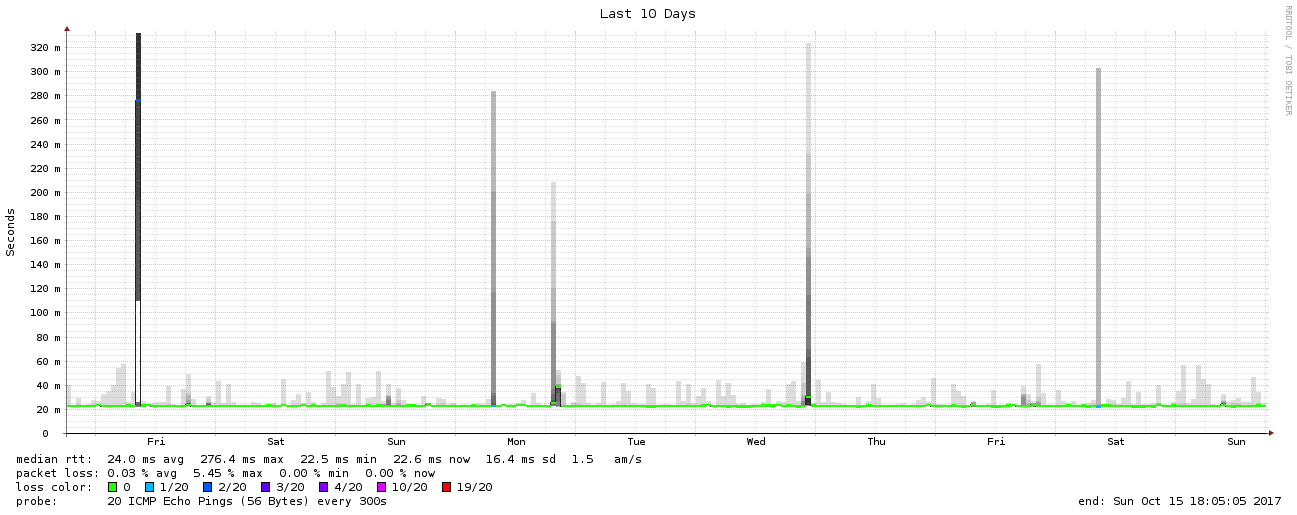 Last 10 Days
RRDTOOL / TOBI OETIKER
Seconds
320 m
300 m
280 m
260 m
240 m
220 m
200 m
180 m
160 m
140 m
120 m
100 m
80 m
60 m
40 m
20 m
0
Fri Sat Sun Mon Tue Wed Thu Fri Sat Sun
median rtt: 24.0 ms avg 276.4 ms max 22.5 ms min 22.6 ms now 16.4 ms sd 1.5 am/s
packet loss: 0.03 % avg 5.45 % max 0.00 % min 0.00 % now
loss color: 0 1/20 2/20 3/20 4/20 10/20 19/20
probe: 20 ICMP Echo Pings (56 Bytes) every 300s end: Sun Oct 15 18:05:05 2017